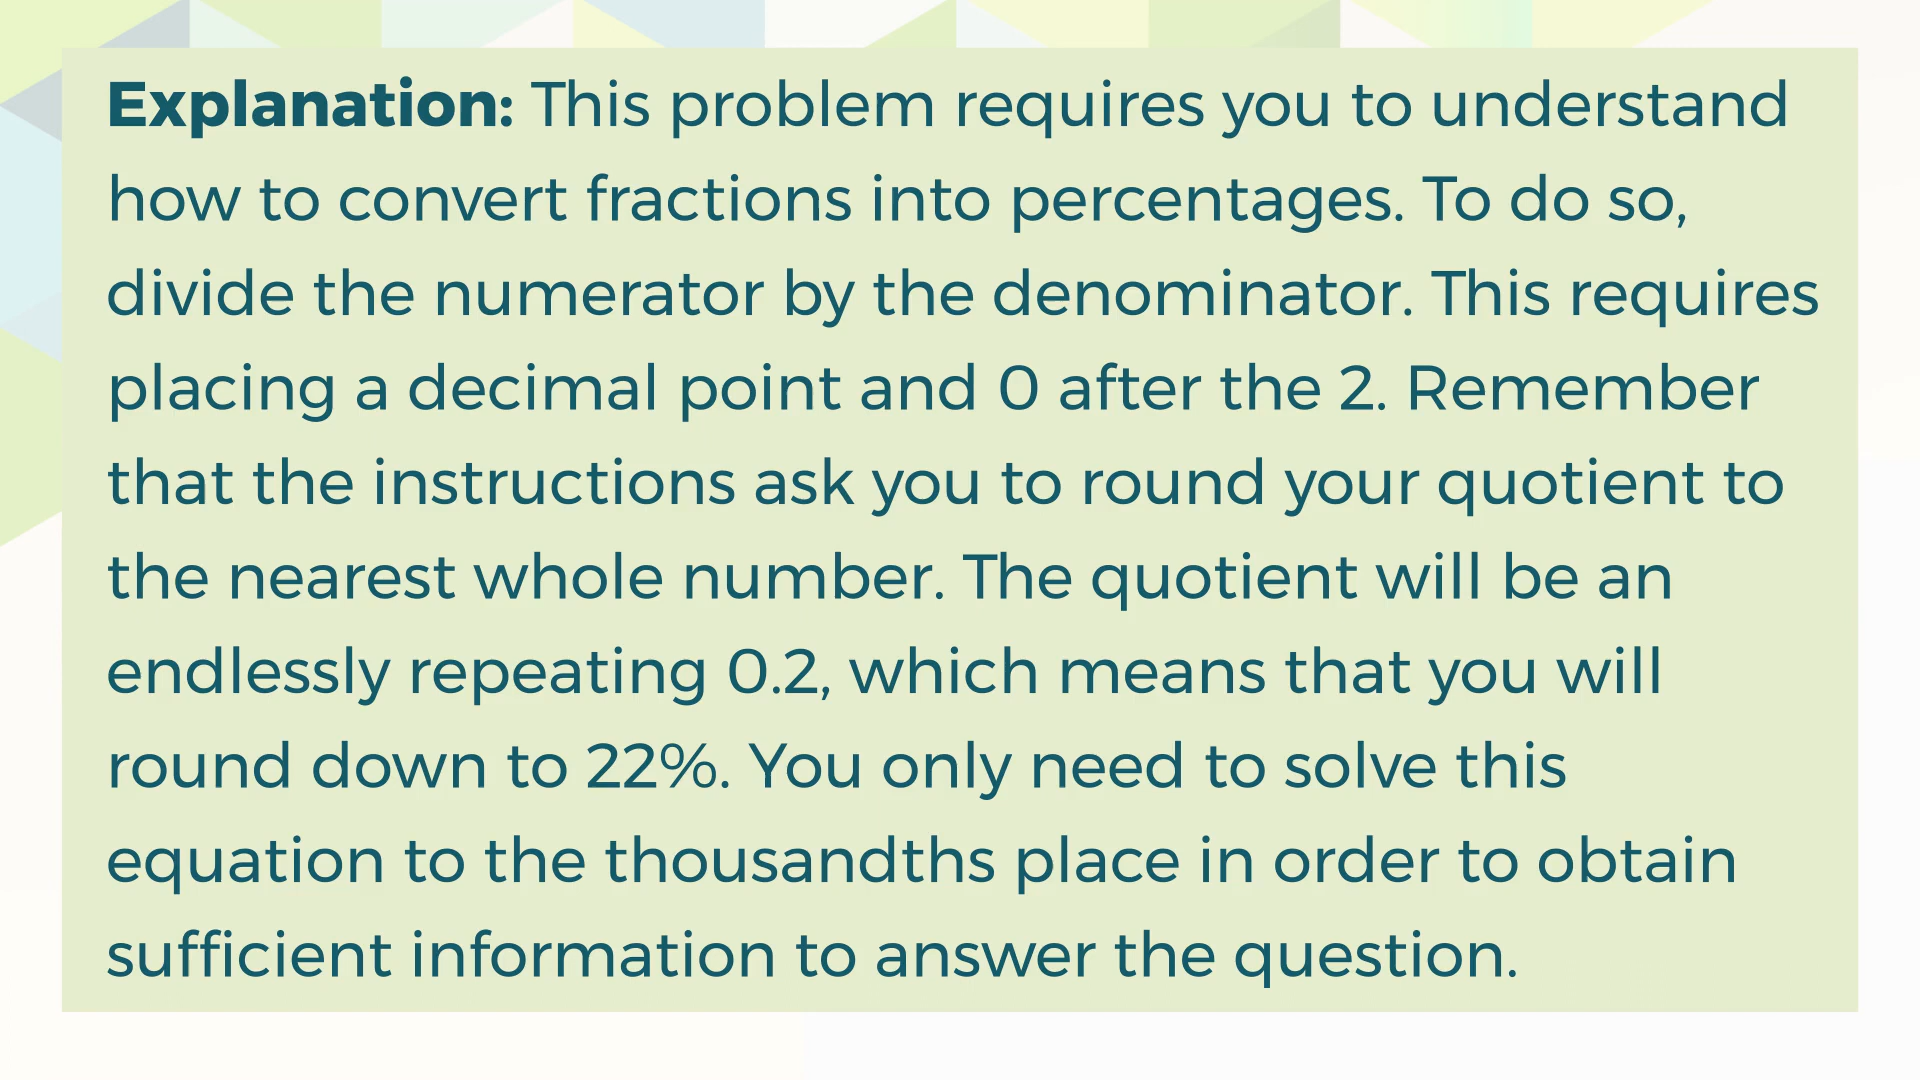 Explanation: This problem requires you to understand
how to convert fractions into percentages. To do so,
divide the numerator by the denominator. This requires
placing a decimal point and 0 after the 2. Remember
that the instructions ask you to round your quotient to
the nearest whole number. The quotient will be an
endlessly repeating 0.2, which means that you will
round down to 22%. You only need to solve this
equation to the thousandths place in order to obtain
sufficient information to answer the question.